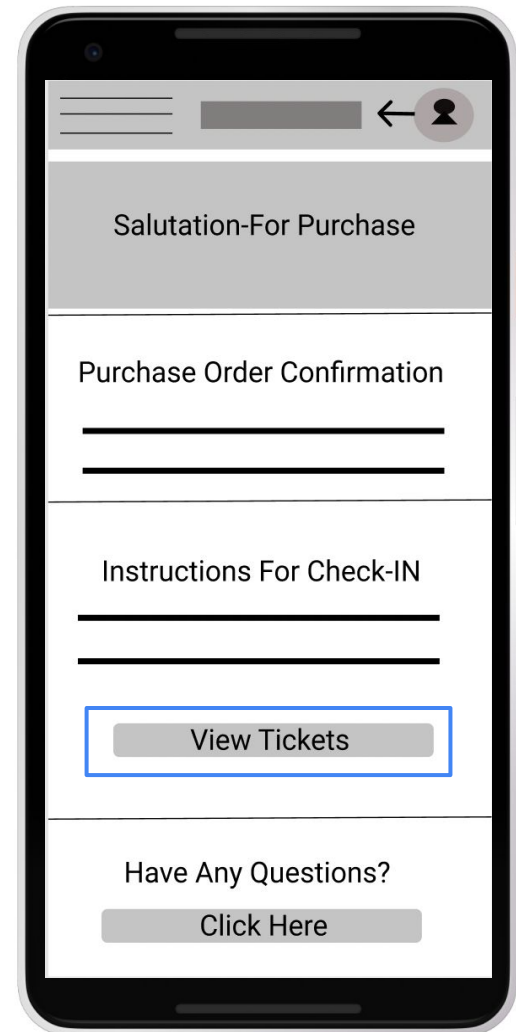 Salutation-For Purchase
Purchase Order Confirmation
Instructions For Check-IN
View Tickets
Have Any Questions?
Click Here